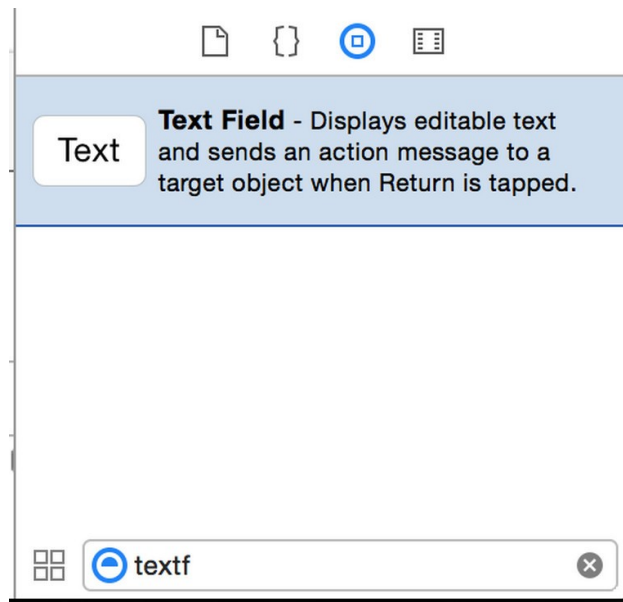 Text
Text Field - Displays editable text
and sends an action message to a
target object when Return is tapped.
textf